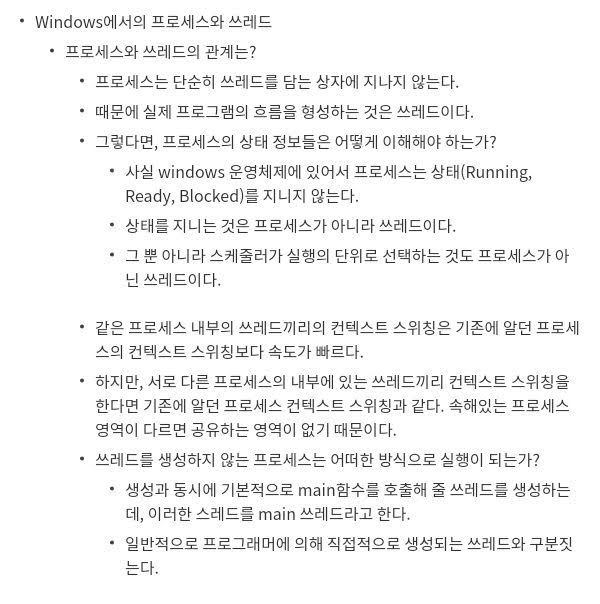 • Windows에서의 프로세스와 쓰레드
• 프로세스와 쓰레드의 관계는?
• 프로세스는 단순히 쓰레드를 담는 상자에 지나지 않는다.
• 때문에 실제 프로그램의 흐름을 형성하는 것은 쓰레드이다.
• 그렇다면, 프로세스의 상태 정보들은 어떻게 이해해야 하는가?
• 사실 windows 운영체제에 있어서 프로세스는 상태(Running,
Ready, Blocked)를 지니지 않는다.
• 상태를 지니는 것은 프로세스가 아니라 쓰레드이다.
• 그 뿐 아니라 스케줄러가 실행의 단위로 선택하는 것도 프로세스가 아
닌 쓰레드이다.
• 같은 프로세스 내부의 쓰레드끼리의 컨텍스트 스위칭은 기존에 알던 프로세
스의 컨텍스트 스위칭보다 속도가 빠르다.
• 하지만, 서로 다른 프로세스의 내부에 있는 쓰레드끼리 컨텍스트 스위칭을
한다면 기존에 알던 프로세스 컨텍스트 스위칭과 같다. 속해있는 프로세스
영역이 다르면 공유하는 영역이 없기 때문이다.
• 쓰레드를 생성하지 않는 프로세스는 어떠한 방식으로 실행이 되는가?
• 생성과 동시에 기본적으로 main함수를 호출해 줄 쓰레드를 생성하는
데, 이러한 스레드를 main 쓰레드라고 한다.
• 일반적으로 프로그래머에 의해 직접적으로 생성되는 쓰레드와 구분짓
는다.